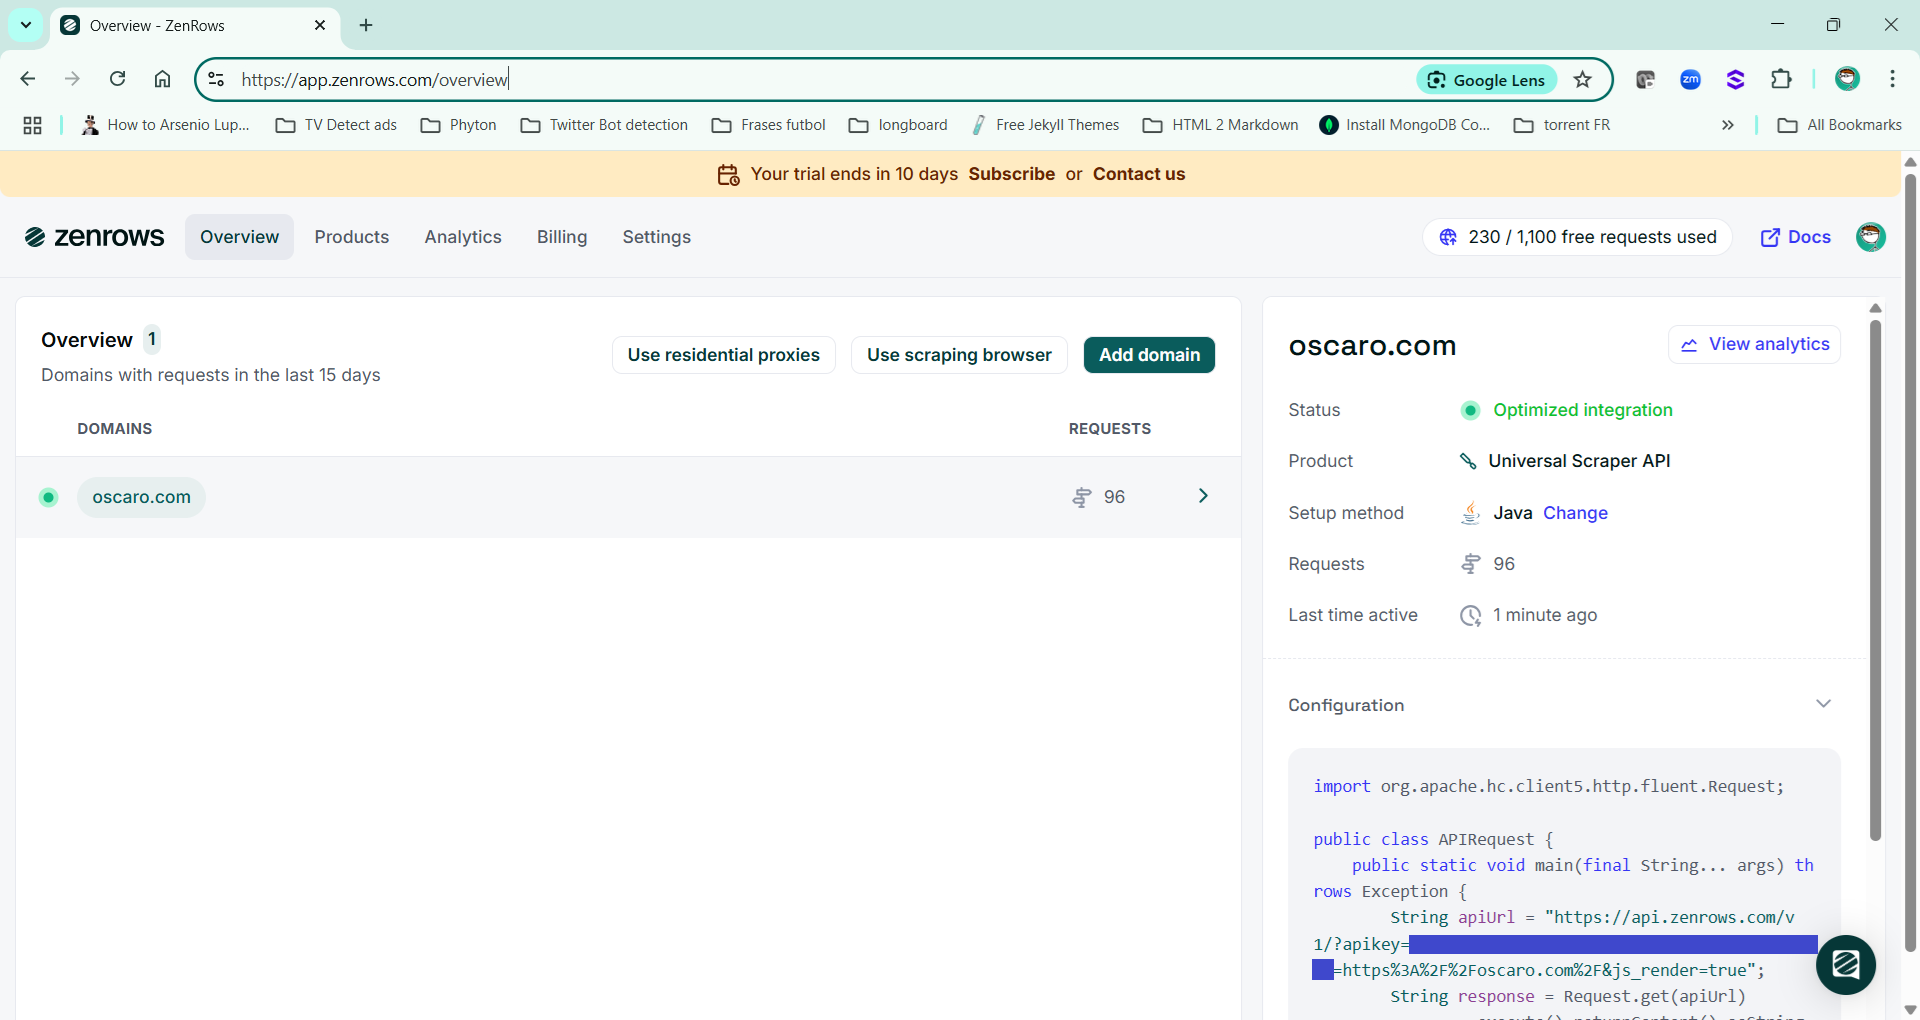 Overview - ZenRows
https://app.zenrows.com/overview
Google Lens
zm
How to Arsenio Lup...
TV Detect ads
Phyton
Twitter Bot detection
Frases futbol
longboard
Free Jekyll Themes
HTML 2 Markdown
Install MongoDB Co...
torrent FR
All Bookmarks
Your trial ends in 10 days Subscribe or Contact us
zenrows
Overview
Products
Analytics
Billing
Settings
230 / 1,100 free requests used
Docs
Overview 1
Domains with requests in the last 15 days
Use residential proxies
Use scraping browser
Add domain
DOMAINS
REQUESTS
oscaro.com
96
oscaro.com
View analytics
Status
Optimized integration
Product
Universal Scraper API
Setup method
Java Change
Requests
96
Last time active
1 minute ago
Configuration
import org.apache.hc.client5.http.fluent.Request;
public class APIRequest {
public static void main(final String... args) th
rows Exception {
String apiUrl = "https://api.zenrows.com/v
1/?apikey=
=https%3A%2F%2Foscaro.com%2F&js_render=true";
String response = Request.get(apiUrl)